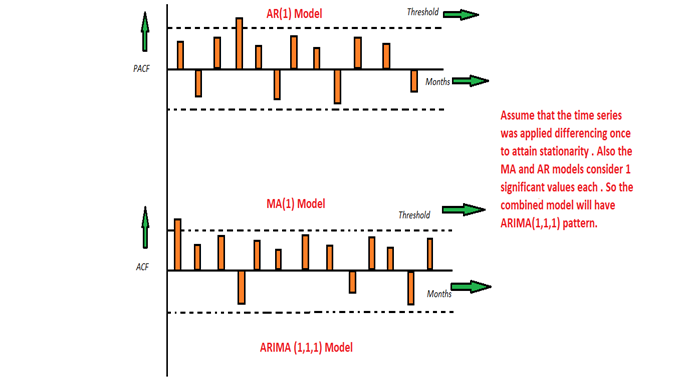 AR(1) Model
Threshold
PACF
Months
Assume that the time series
was applied differencing once
to attain stationarity . Also the
MA and AR models consider 1
significant values each . So the
combined model will have
ARIMA(1,1,1) pattern.
MA(1) Model
Threshold
ACF
Months
ARIMA (1,1,1) Model